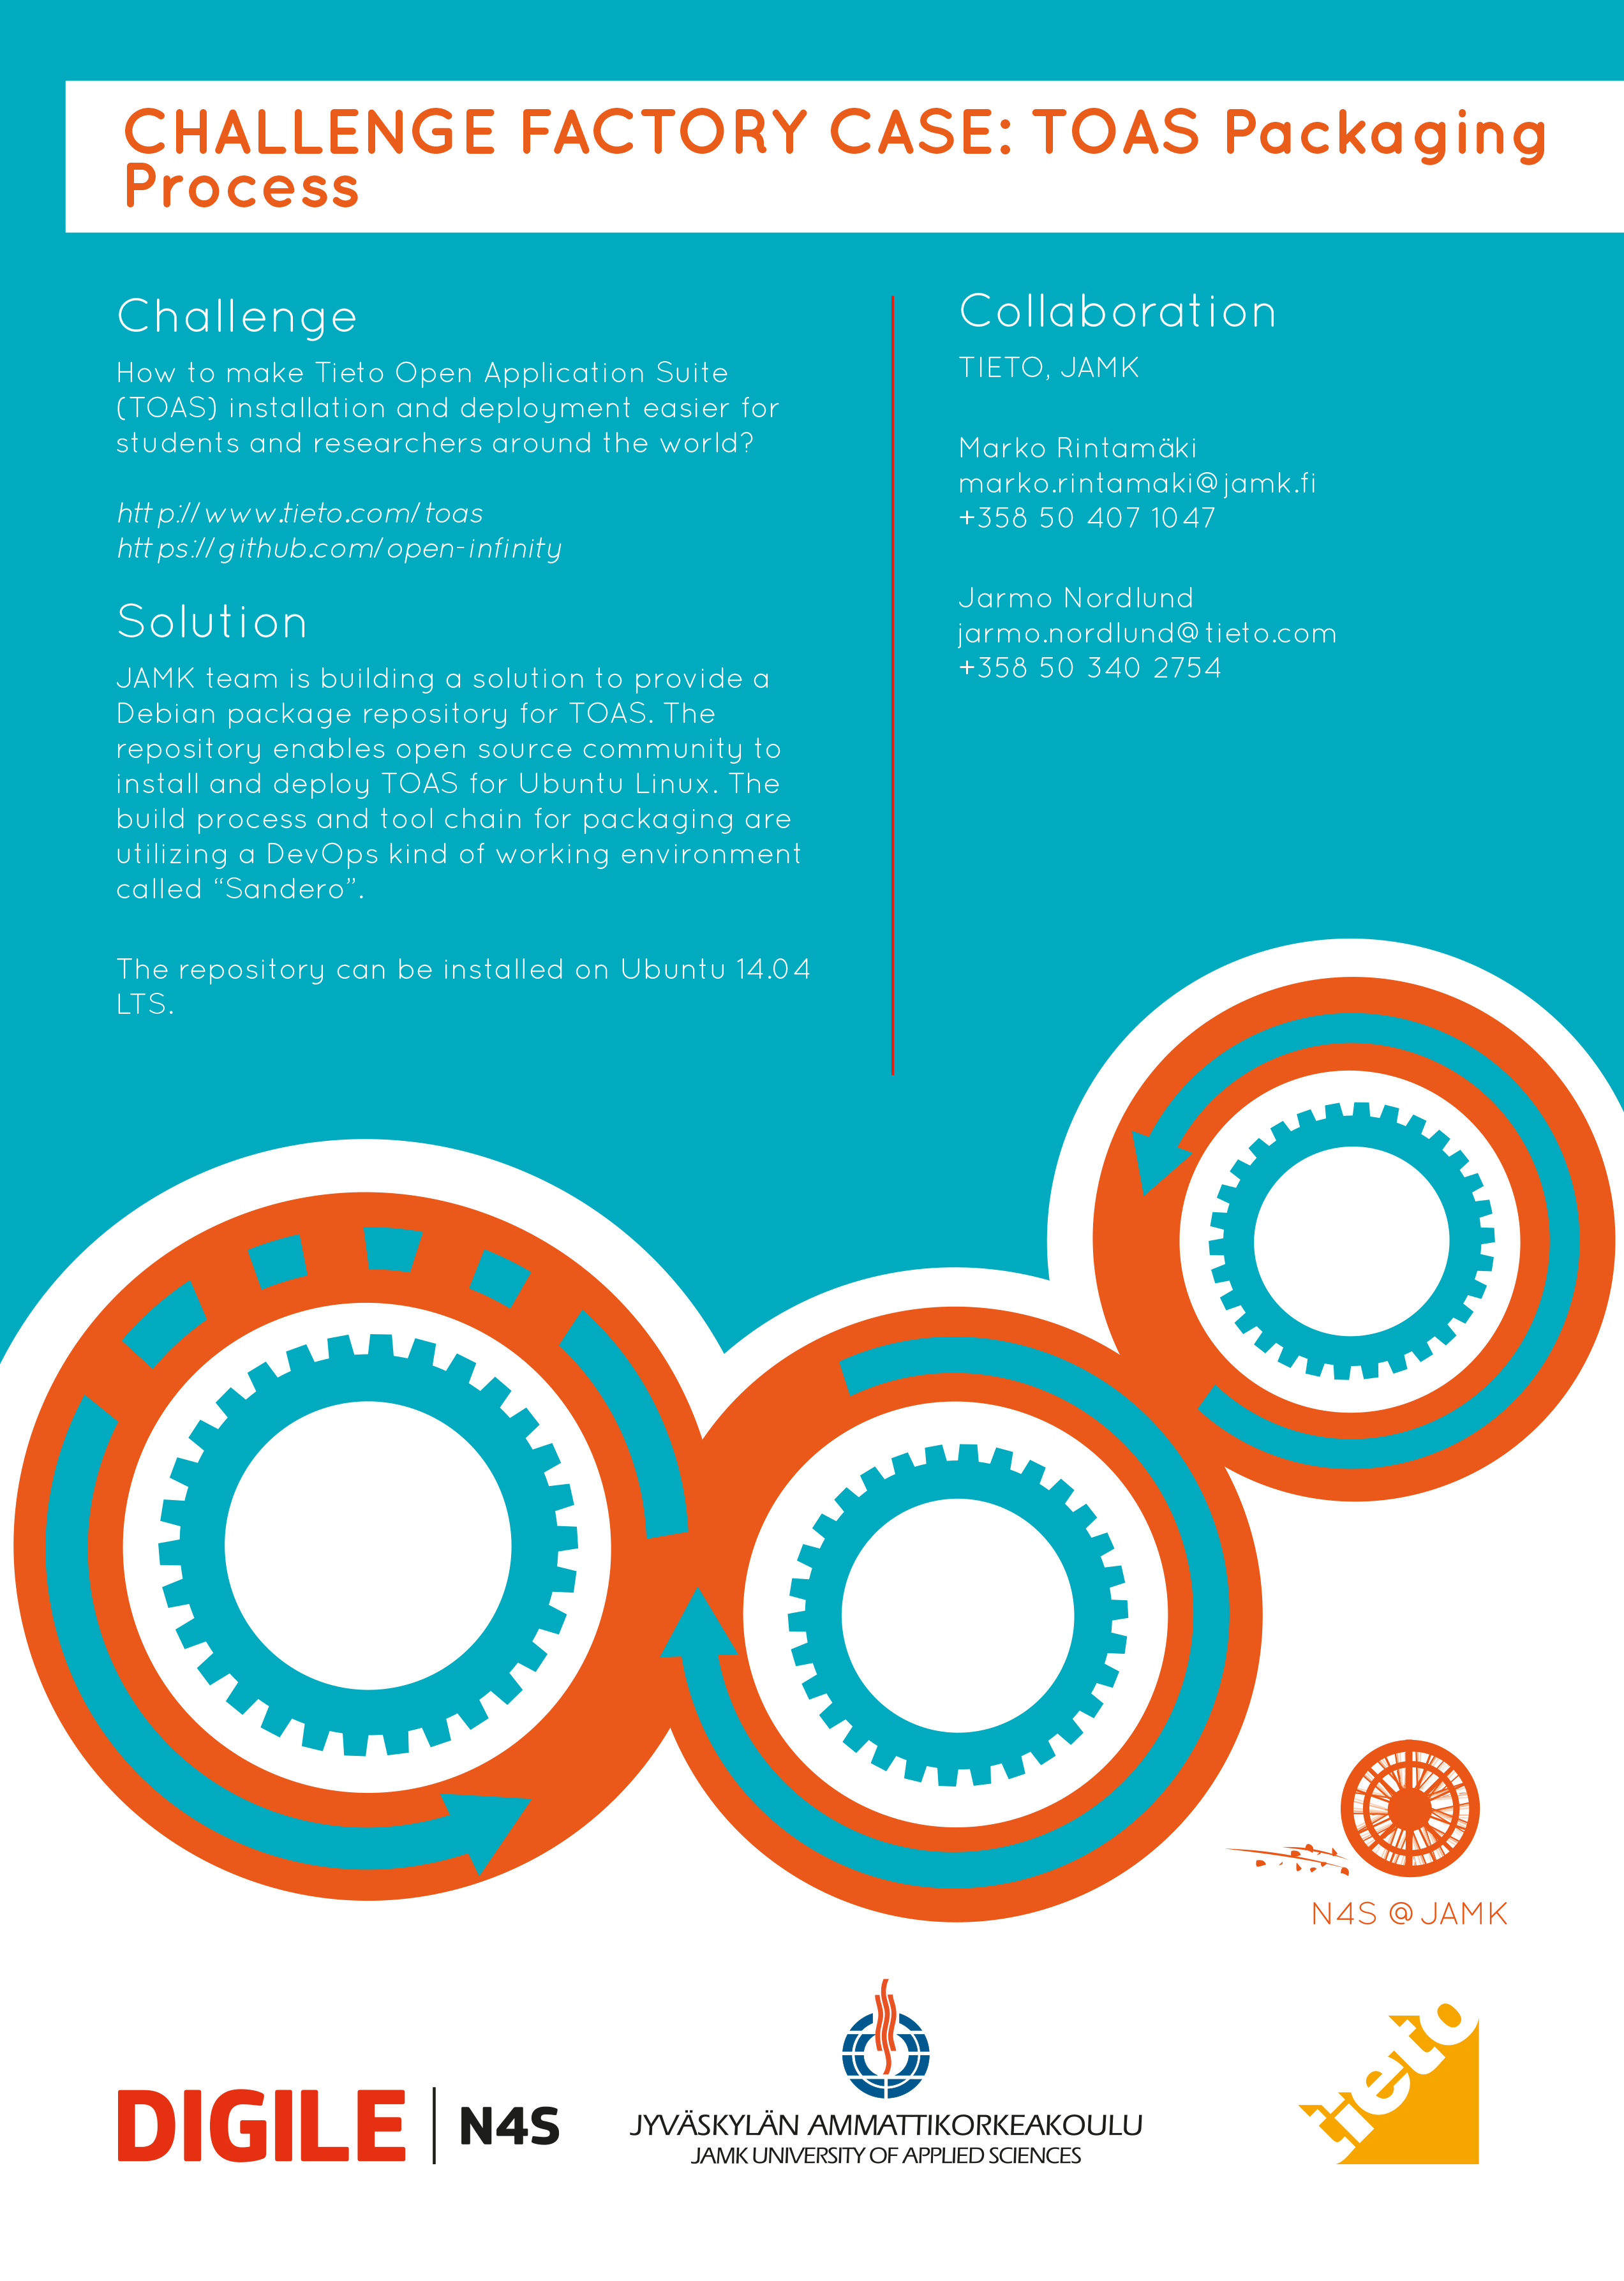 CHALLENGE FACTORY CASE: TOAS Packaging
Process
Challenge
How to make Tieto Open Application Suite
(TOAS) installation and deployment easier for
students and researchers around the world?
http://www.tieto.com/toas
https://github.com/open-infinity
Solution
JAMK team is building a solution to provide a
Debian package repository for TOAS. The
repository enables open source community to
install and deploy TOAS for Ubuntu Linux. The
build process and tool chain for packaging are
utilizing a DevOps kind of working environment
called “Sandero”.
The repository can be installed on Ubuntu 14.04
LTS.
Collaboration
TIETO, JAMK
Marko Rintamäki
marko.rintamaki@jamk.fi
+358 50 407 1047
Jarmo Nordlund
jarmo.nordlund@tieto.com
+358 50 340 2754
N4S @JAMK
DIGILE | N4S
JYVÄSKYLÄN AMMATTIKORKEAKOULU
JAMK UNIVERSITY OF APPLIED SCIENCES
tieto